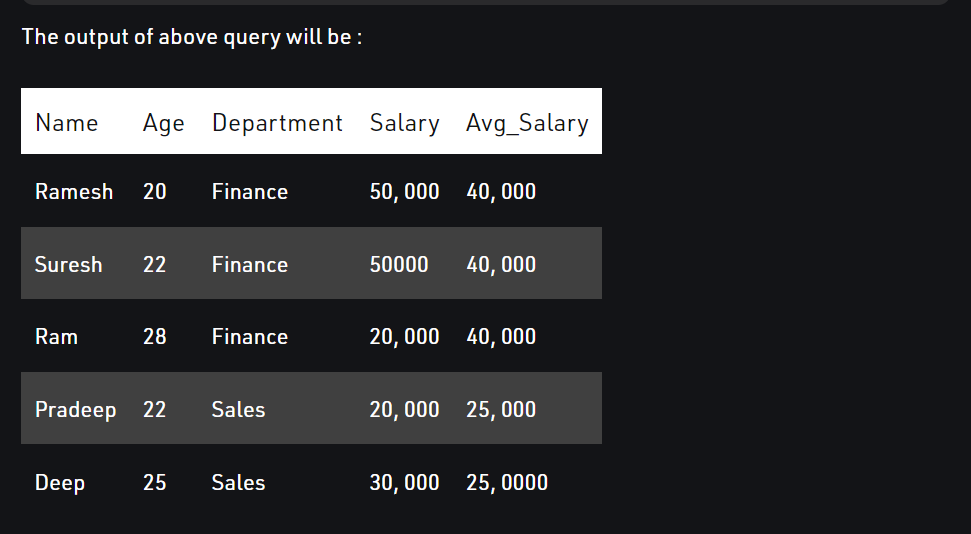 The output of above query will be :
Name Age Department Salary Avg_Salary
Ramesh 20 Finance 50, 000 40, 000
Suresh 22 Finance 50000 40, 000
Ram 28 Finance 20, 000 40, 000
Pradeep 22 Sales 20, 000 25, 000
Deep 25 Sales 30, 000 25, 0000